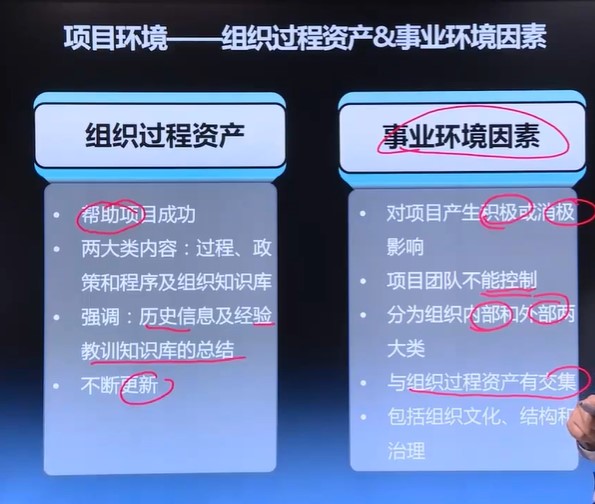 项目环境——组织过程资产&事业环境因素
组织过程资产
• 帮助项目成功
• 两大类内容：过程、政
策和程序及组织知识库
• 强调：历史信息及经验
教训知识库的总结
• 不断更新
事业环境因素
• 对项目产生积极或消极
影响
• 项目团队不能控制
• 分为组织内部和外部两
大类
• 与组织过程资产有交集
• 包括组织文化、结构和
治理